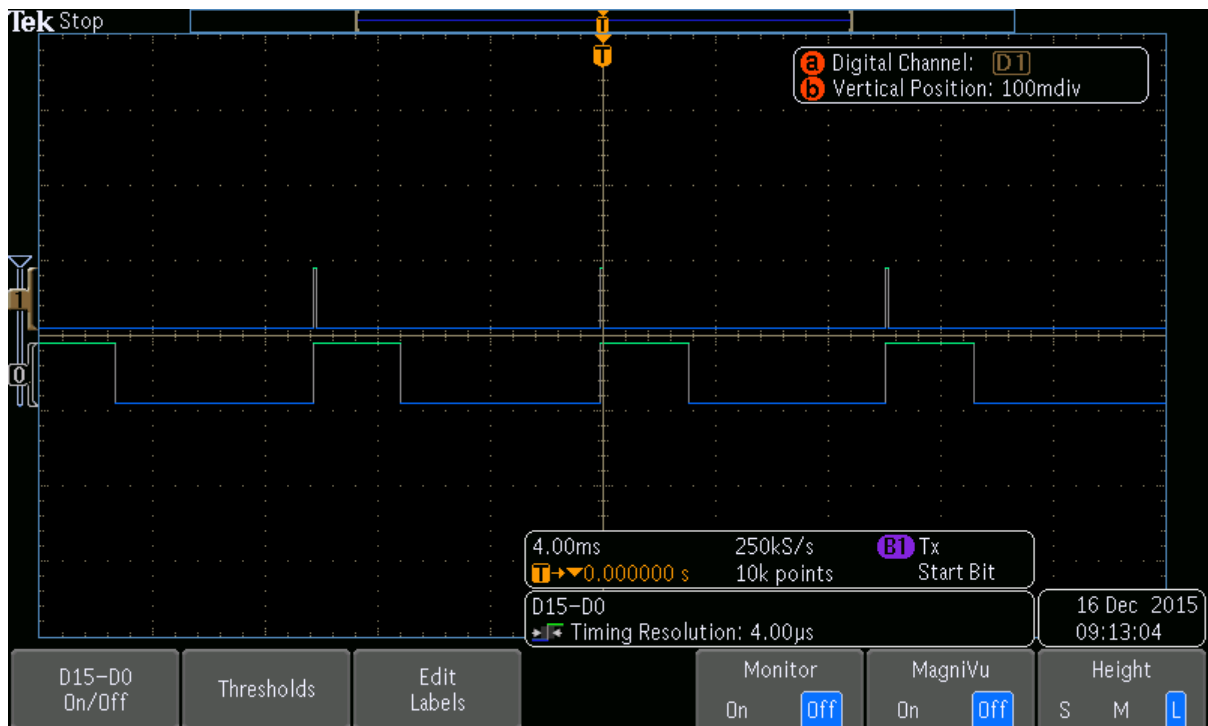 Tek Stop
T
T
a Digital Channel: D1
b Vertical Position: 100mdiv
1
0
4.00ms 250kS/s B1 Tx
T→▼0.000000 s 10k points Start Bit
D15-D0
Timing Resolution: 4.00µs
16 Dec 2015
09:13:04
D15-D0
On/Off
Thresholds
Edit
Labels
Monitor
On Off
MagniVu
On Off
Height
S M L